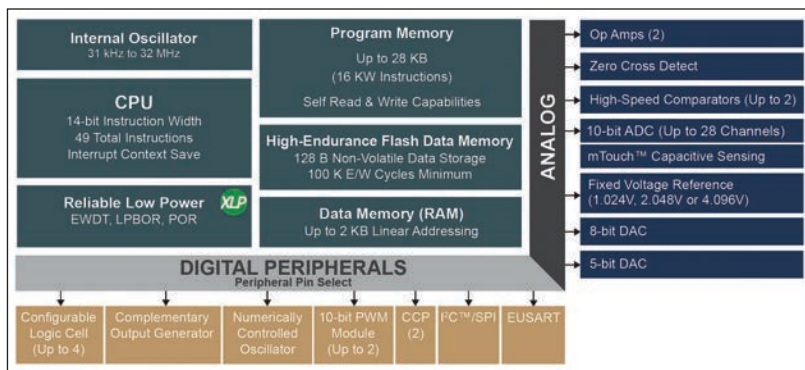 Internal Oscillator
31 kHz to 32 MHz
CPU
14-bit Instruction Width
49 Total Instructions
Interrupt Context Save
Reliable Low Power
EWDT, LPBOR, POR
XLP
Program Memory
Up to 28 KB
(16 KW Instructions)
Self Read & Write Capabilities
High-Endurance Flash Data Memory
128 B Non-Volatile Data Storage
100 K E/W Cycles Minimum
Data Memory (RAM)
Up to 2 KB Linear Addressing
ANALOG
Op Amps (2)
Zero Cross Detect
High-Speed Comparators (Up to 2)
10-bit ADC (Up to 28 Channels)
mTouch™ Capacitive Sensing
Fixed Voltage Reference
(1.024V, 2.048V or 4.096V)
8-bit DAC
5-bit DAC
DIGITAL PERIPHERALS
Peripheral Pin Select
Configurable
Logic Cell
(Up to 4)
Complementary
Output Generator
Numerically
Controlled
Oscillator
10-bit PWM
Module
(Up to 2)
CCP
(2)
I²C™/SPI
EUSART